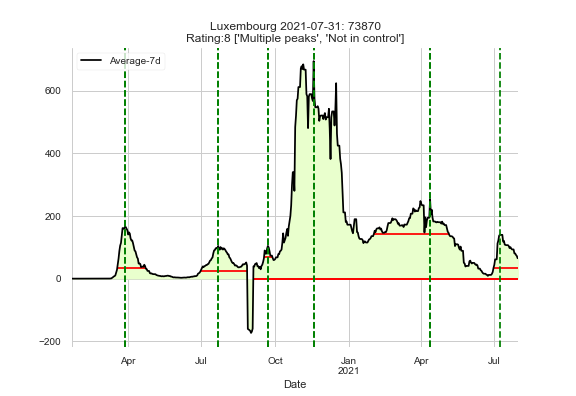 Luxembourg 2021-07-31: 73870
Rating:8 ['Multiple peaks', 'Not in control']
Average-7d
600
400
200
0
−200
Apr
Jul
Oct
Jan
2021
Apr
Jul
Date